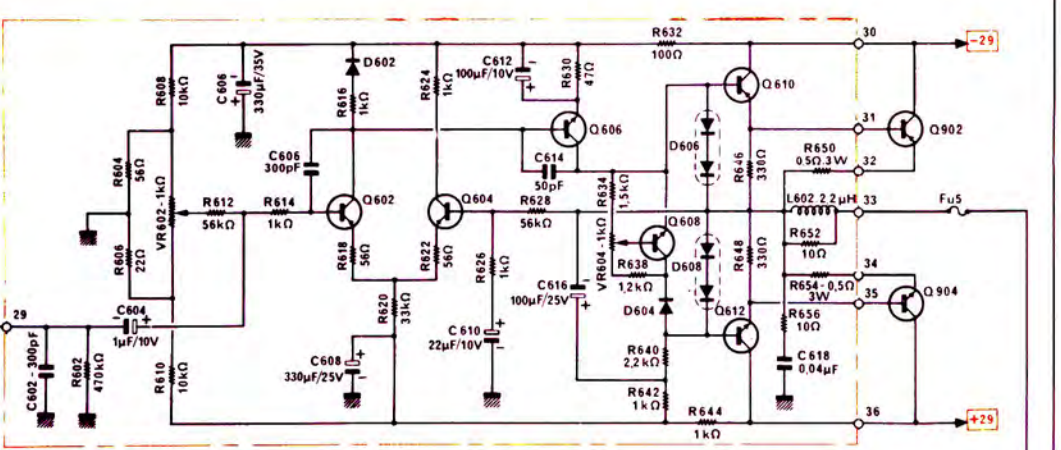 R608
10kΩ
C606
330µF/35V
D602
R616
1kΩ
R624
1kΩ
C612
100µF/10V
R630
47Ω
R632
100Ω
30
-29
Q610
Q606
31
Q902
R604
56Ω
C606
300pF
C614
50pF
D606
R650
0.5Ω.3W
32
R646
330Ω
VR602-1kΩ
R612
56kΩ
R614
1kΩ
Q602
Q604
R628
56kΩ
R634
1,5kΩ
Q608
L602 2.2µH
33
Fu5
R606
22Ω
R618
56Ω
R622
56Ω
R626
1kΩ
VR604-1kΩ
R638
1,2kΩ
D608
R648
330Ω
R652
10Ω
34
29
C604
1µF/10V
R620
33kΩ
C616
100µF/25V
D604
Q612
R654-0,5Ω
3W
35
Q904
R656
10Ω
C602-300pF
R602
470kΩ
R610
10kΩ
C608
330µF/25V
C610
22µF/10V
R640
2,2kΩ
C618
0,04µF
R642
1kΩ
R644
1kΩ
36
+29
-
+
-
+
-
+
+
-
+
-
-
+